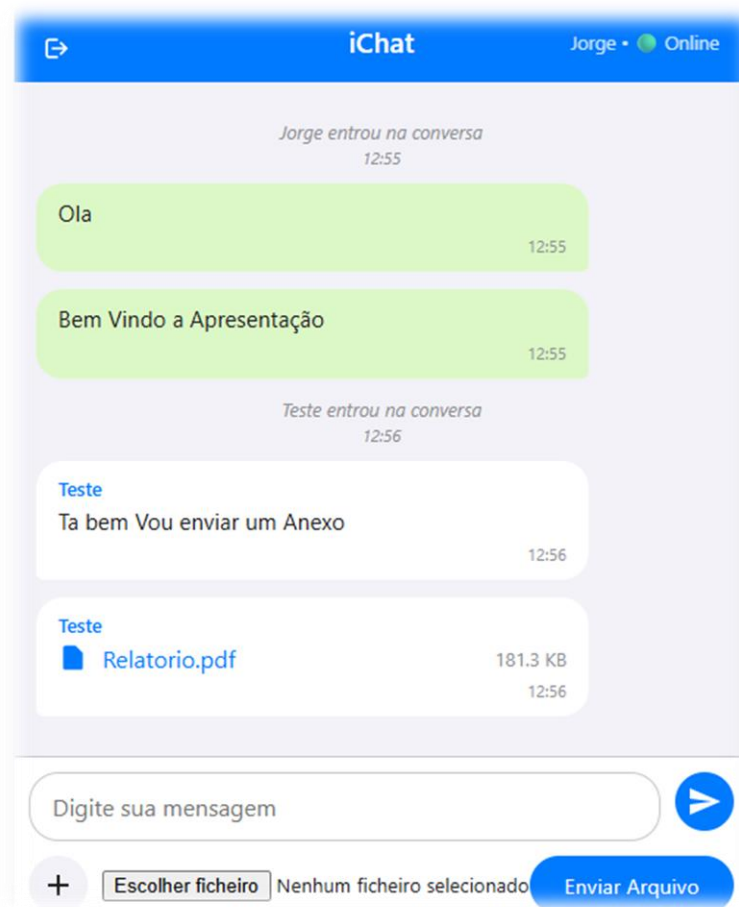 iChat
Jorge • Online
Jorge entrou na conversa
12:55
Ola
12:55
Bem Vindo a Apresentação
12:55
Teste entrou na conversa
12:56
Teste
Ta bem Vou enviar um Anexo
12:56
Teste
Relatorio.pdf 181.3 KB
12:56
Digite sua mensagem
+ Escolher ficheiro Nenhum ficheiro selecionado Enviar Arquivo